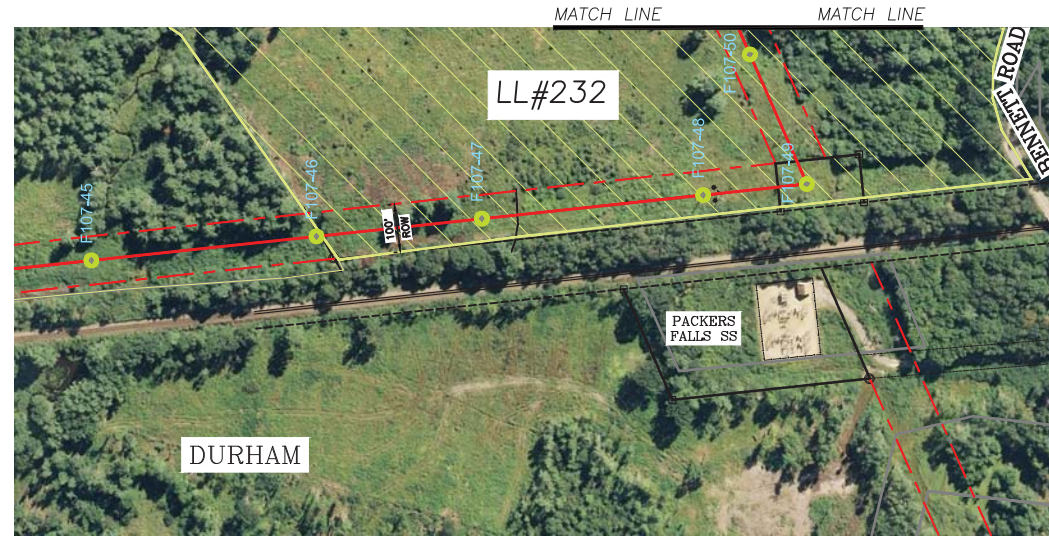 MATCH LINE
MATCH LINE
BENNETT ROAD
F107-50
LL#232
F107-48
F107-47
F107-49
F107-46
F107-45
100'
ROW
PACKERS
FALLS SS
DURHAM